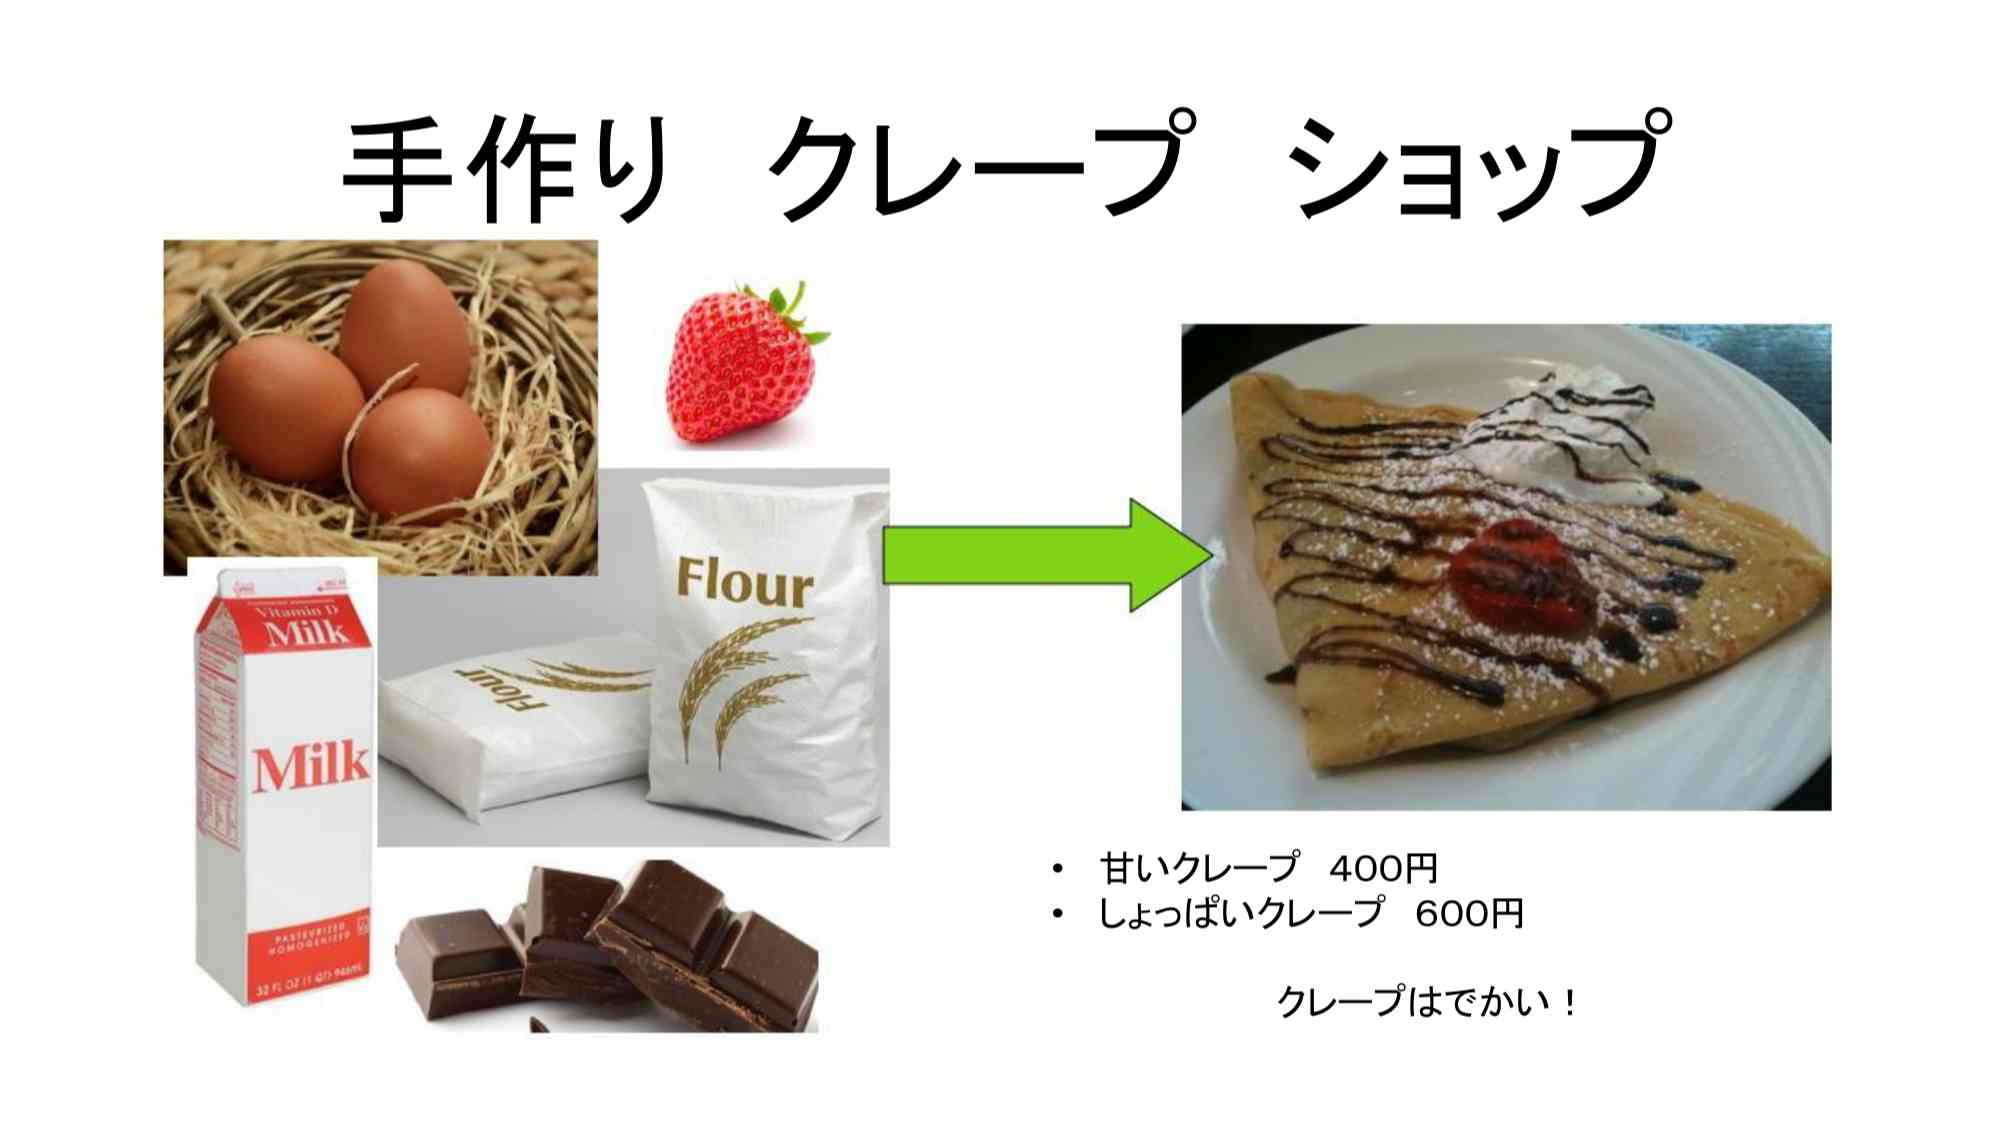 手作り　クレープ　ショップ
Vitamin D
Milk
Milk
PASTEURIZED
HOMOGENIZED
32 FL OZ (1 QT) 946mL
Flour
Flour
• 甘いクレープ　400円
• しょっぱいクレープ　600円
クレープはでかい！